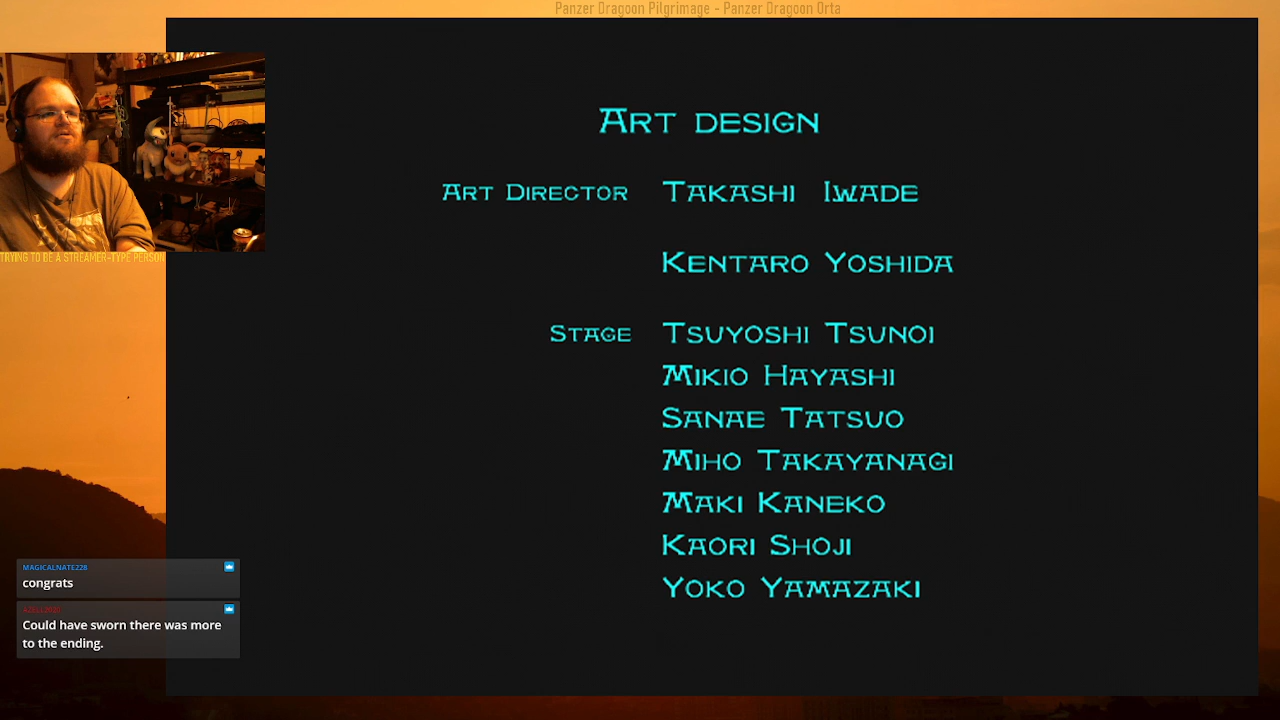 Panzer Dragoon Pilgrimage - Panzer Dragoon Orta
Art design
Art Director Takashi Iwade
Kentaro Yoshida
Stage Tsuyoshi Tsunoi
Mikio Hayashi
Sanae Tatsuo
Miho Takayanagi
Maki Kaneko
Kaori Shoji
Yoko Yamazaki
TRYING TO BE A STREAMER-TYPE PERSON
MAGICALNATE228
congrats
Could have sworn there was more
to the ending.